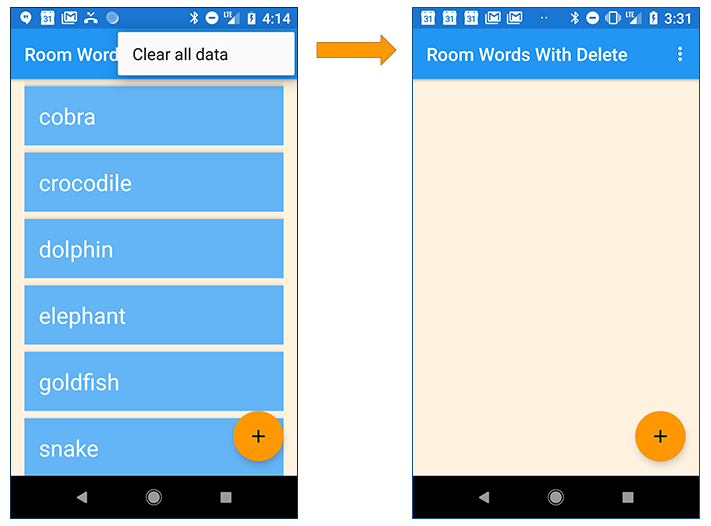 31 LTE 4:14
Room Word
Clear all data
cobra
crocodile
dolphin
elephant
goldfish
snake
+
31 31 31 LTE 3:31
Room Words With Delete
+